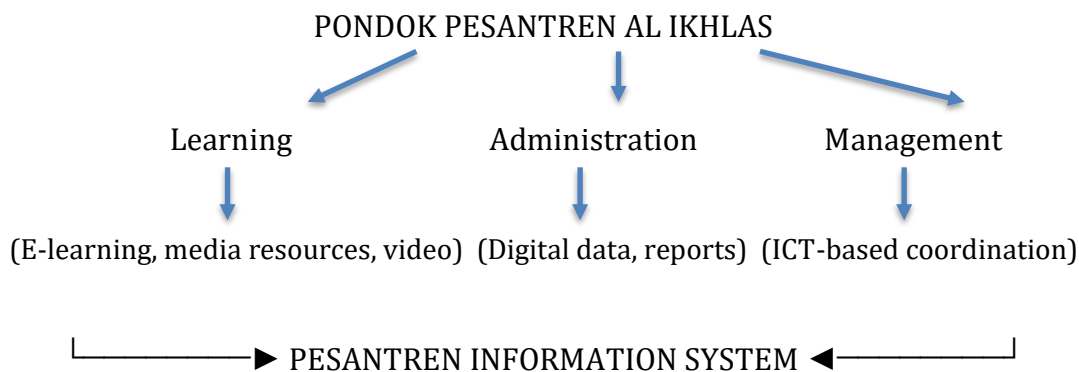 PONDOK PESANTREN AL IKHLAS
Learning Administration Management
(E-learning, media resources, video) (Digital data, reports) (ICT-based coordination)
PESANTREN INFORMATION SYSTEM